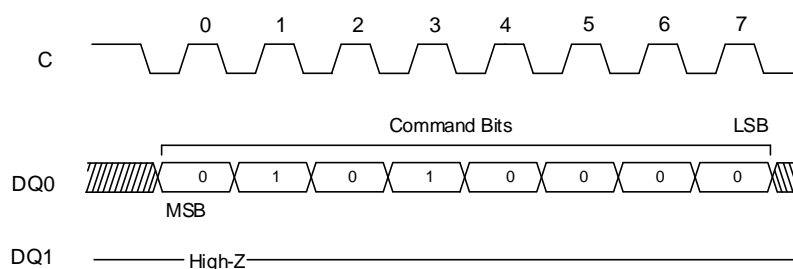 0 1 2 3 4 5 6 7
C
Command Bits LSB
DQ0 0 1 0 1 0 0 0 0
MSB
DQ1 High-Z